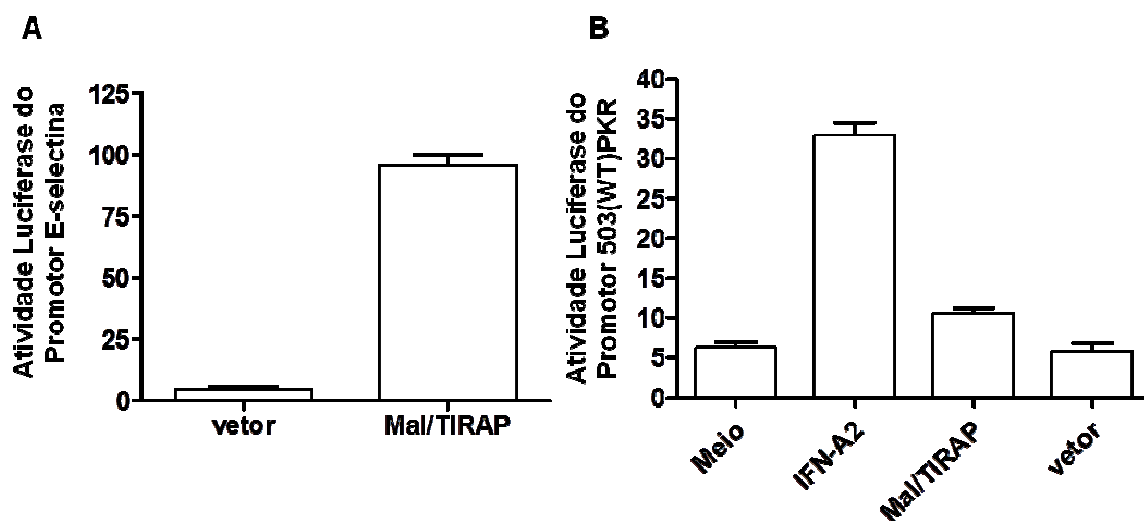 A
Atividade Luciferase do
Promotor E-selectina
125
100
75
50
25
0
vetor
Mal/TIRAP
B
Atividade Luciferase do
Promotor 503(WT)PKR
40
35
30
25
20
15
10
5
0
Meio
IFN-A2
Mal/TIRAP
vetor